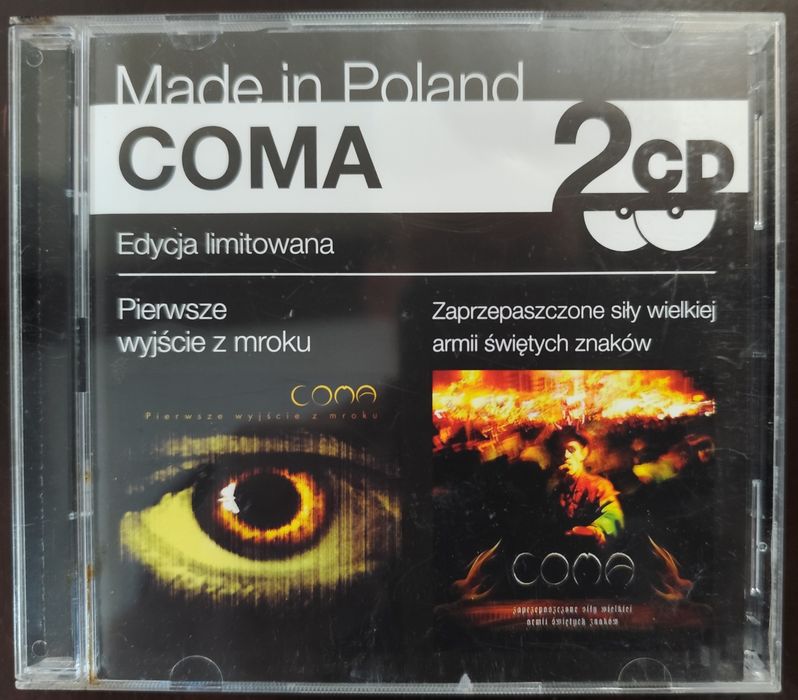 Made in Poland
COMA
2CD
Edycja limitowana
Pierwsze
wyjście z mroku
Zaprzepaszczone siły wielkiej
armii świętych znaków
COMA
Pierwsze wyjście z mroku
COMA
zaprzepaszczone siły wielkiej
armii świętych znaków